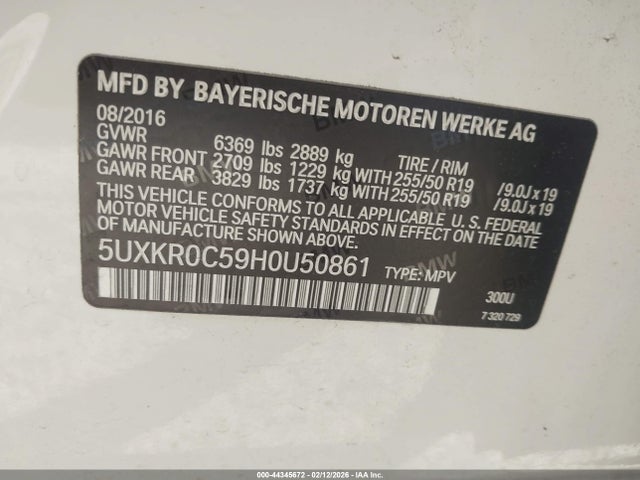 MFD BY BAYERISCHE MOTOREN WERKE AG
08/2016
GVWR 6369 lbs 2889 kg TIRE / RIM
GAWR FRONT 2709 lbs 1229 kg WITH 255/50 R19 /9.0J x 19
GAWR REAR 3829 lbs 1737 kg WITH 255/50 R19 /9.0J x 19
THIS VEHICLE CONFORMS TO ALL APPLICABLE U.S. FEDERAL
MOTOR VEHICLE SAFETY STANDARDS IN EFFECT ON THE DATE
OF MANUFACTURE SHOWN ABOVE.
5UXKR0C59H0U50861 TYPE: MPV
300U
7 320 729
000-44345672 - 02/12/2026 - IAA Inc.